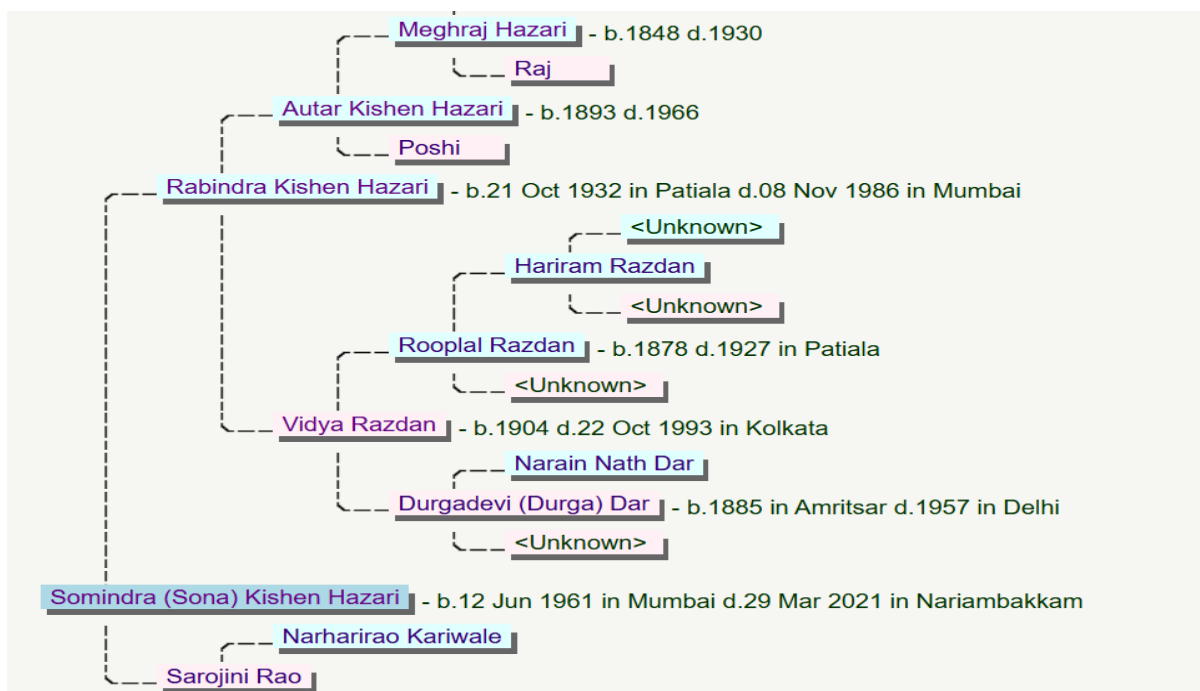 Meghraj Hazari - b.1848 d.1930
Raj
Autar Kishen Hazari - b.1893 d.1966
Poshi
Rabindra Kishen Hazari - b.21 Oct 1932 in Patiala d.08 Nov 1986 in Mumbai
<Unknown>
Hariram Razdan
<Unknown>
Rooplal Razdan - b.1878 d.1927 in Patiala
<Unknown>
Vidya Razdan - b.1904 d.22 Oct 1993 in Kolkata
Narain Nath Dar
Durgadevi (Durga) Dar - b.1885 in Amritsar d.1957 in Delhi
<Unknown>
Somindra (Sona) Kishen Hazari - b.12 Jun 1961 in Mumbai d.29 Mar 2021 in Nariambakkam
Narharirao Kariwale
Sarojini Rao